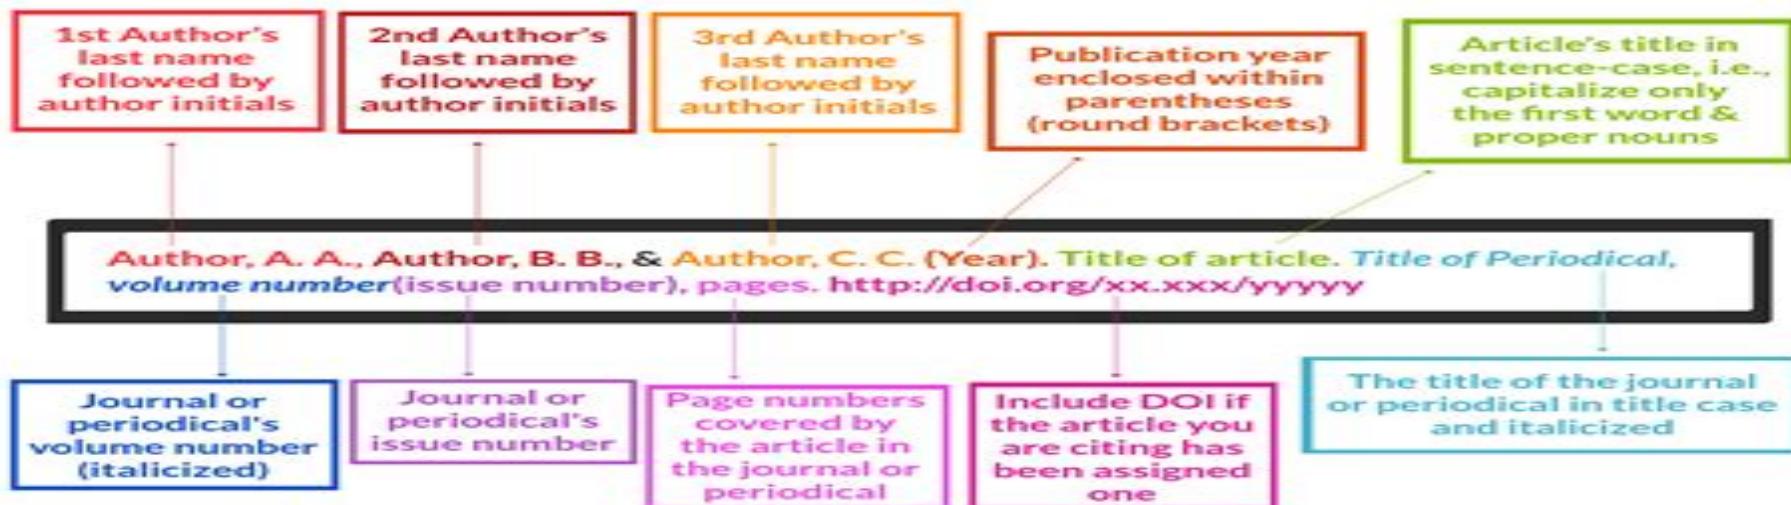 1st Author's
last name
followed by
author initials
2nd Author's
last name
followed by
author initials
3rd Author's
last name
followed by
author initials
Publication year
enclosed within
parentheses
(round brackets)
Article's title in
sentence-case, i.e.,
capitalize only
the first word &
proper nouns
Author, A. A., Author, B. B., & Author, C. C. (Year). Title of article. Title of Periodical,
volume number(issue number), pages. http://doi.org/xx.xxx/yyyyy
Journal or
periodical's
volume number
(italicized)
Journal or
periodical's
issue number
Page numbers
covered by
the article in
the journal or
periodical
Include DOI if
the article you
are citing has
been assigned
one
The title of the journal
or periodical in title case
and italicized